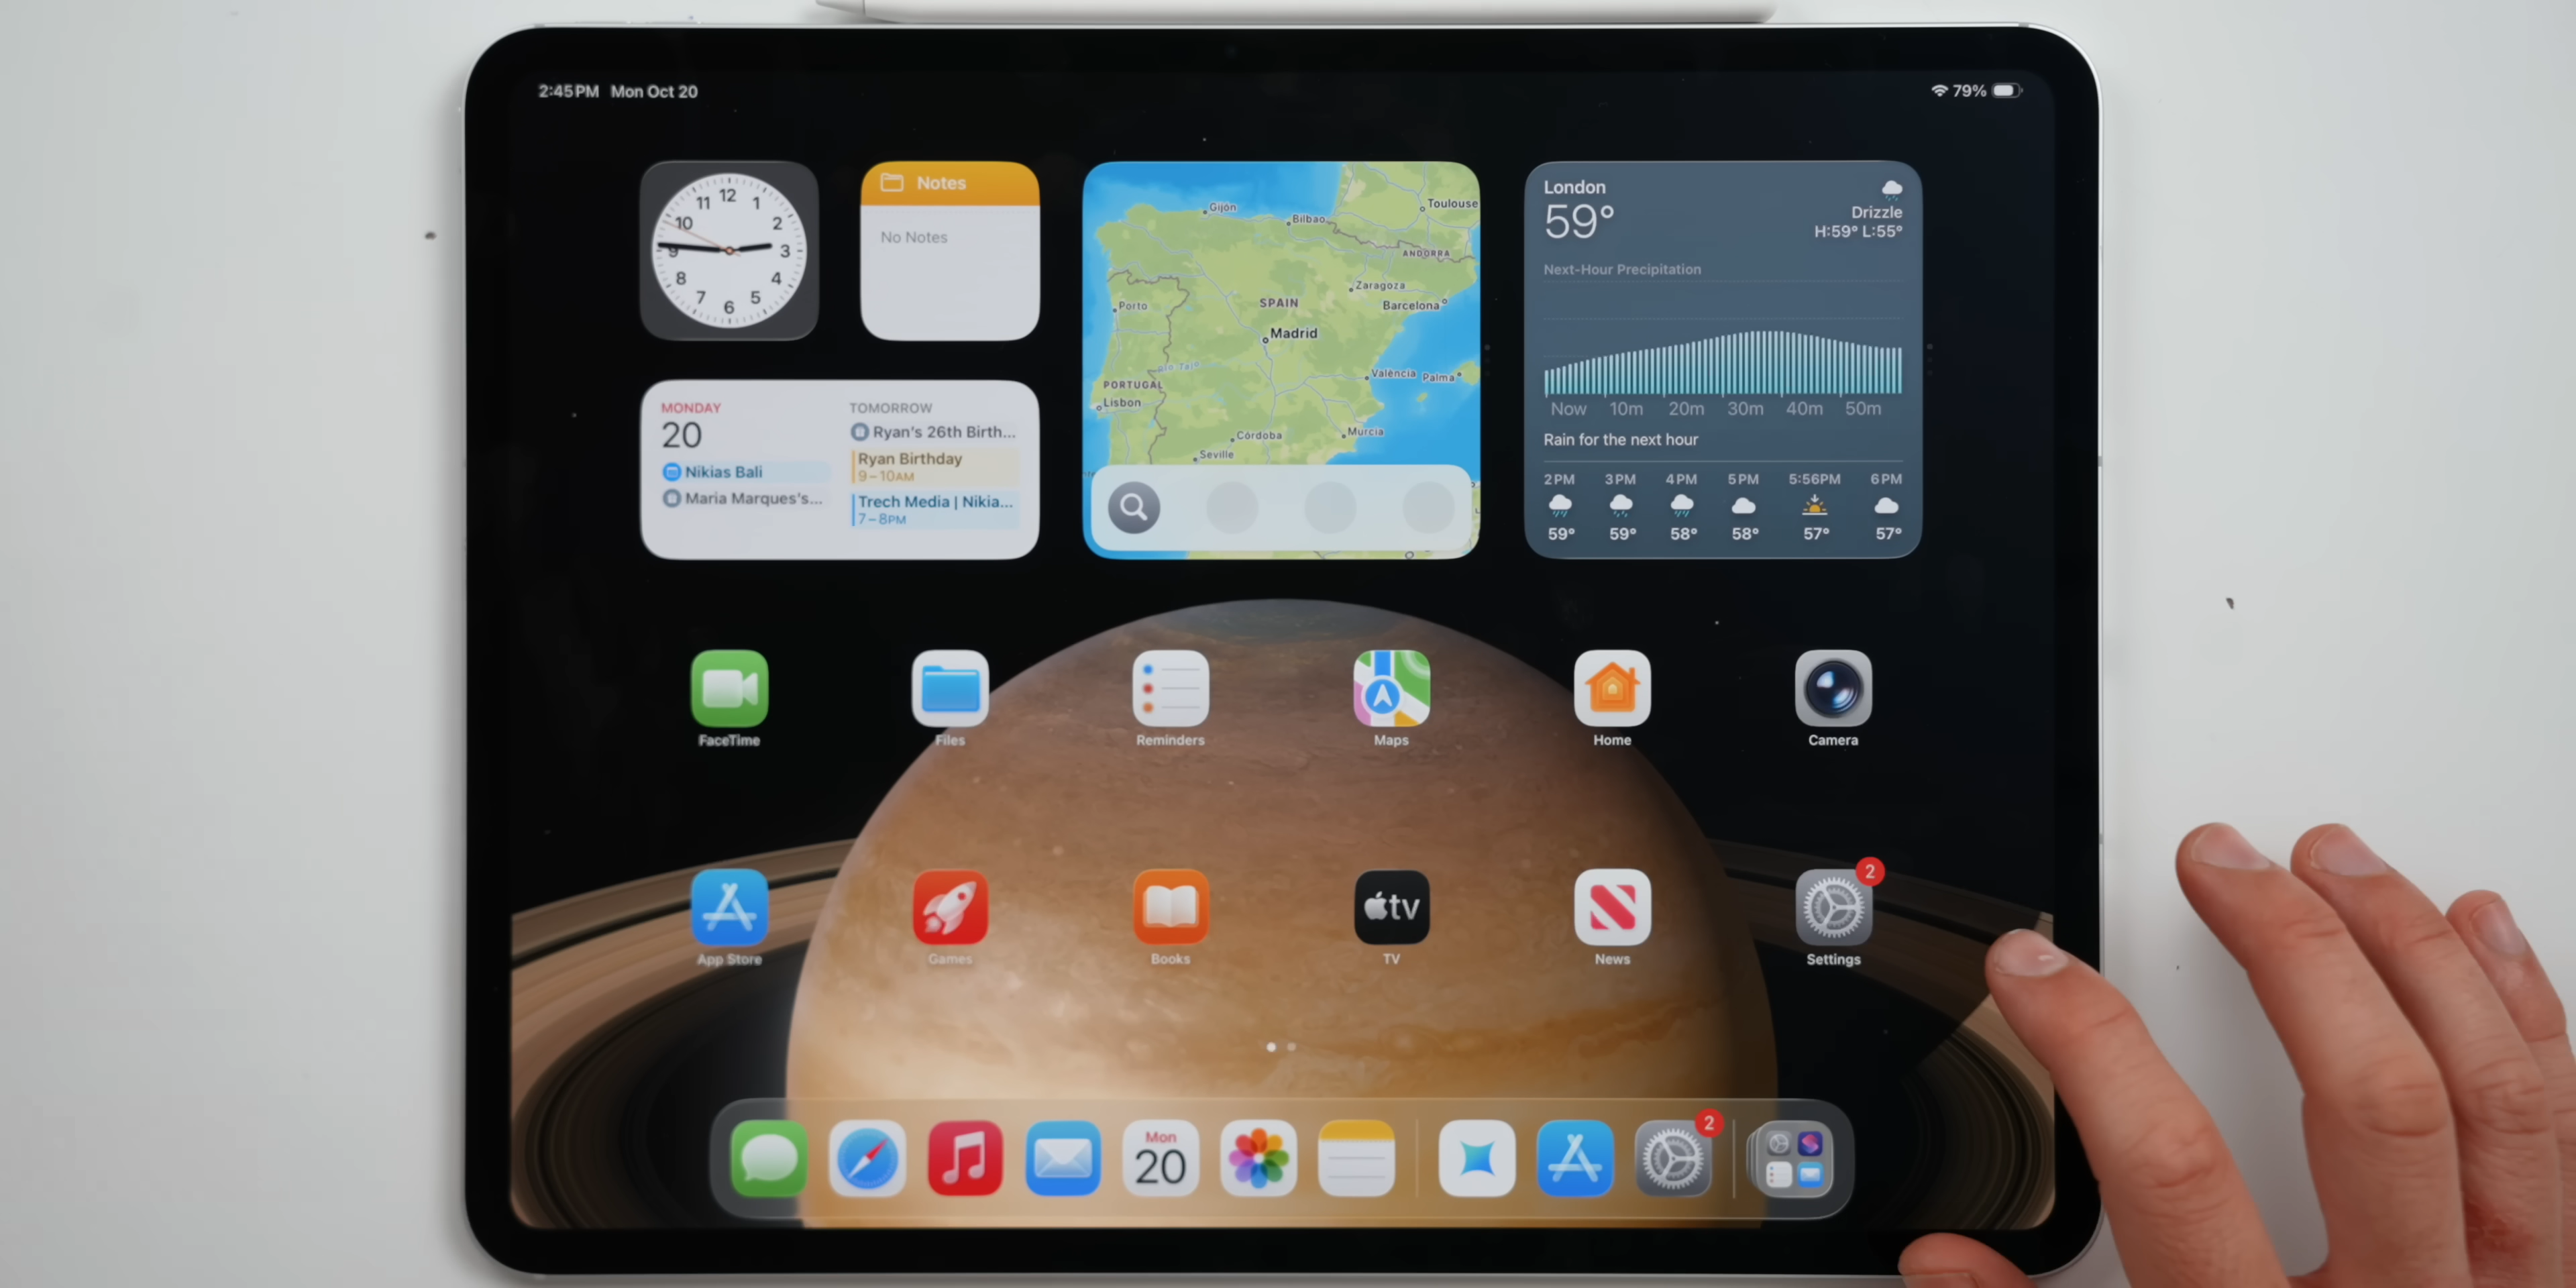 2:45 PM Mon Oct 20
79%
12
11 1
10 2
9 3
8 4
7 5
6
Notes
No Notes
MONDAY
20
Nikias Bali
Maria Marques's...
TOMORROW
Ryan's 26th Birth...
Ryan Birthday
9–10AM
Trech Media | Nikia...
7–8PM
Gijón
Bilbao
Toulouse
ANDORRA
Zaragoza
Barcelona
Porto
SPAIN
Madrid
València
Palma
PORTUGAL
Lisbon
Córdoba
Murcia
Seville
London
59°
Drizzle
H:59° L:55°
Next-Hour Precipitation
Now 10m 20m 30m 40m 50m
Rain for the next hour
2PM 3PM 4PM 5PM 5:56PM 6PM
59° 59° 58° 58° 57° 57°
FaceTime Files Reminders Maps Home Camera
tv
2
App Store Games Books TV News Settings
Mon
20
2